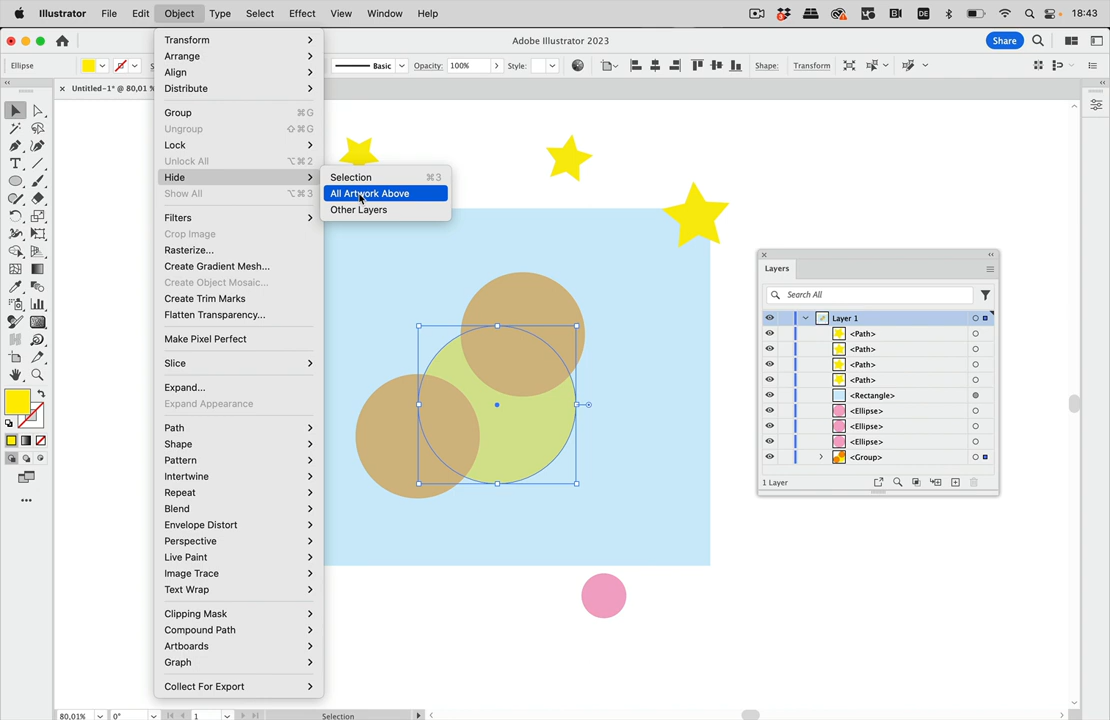 Illustrator File Edit Object Type Select Effect View Window Help DE 18:43
Adobe Illustrator 2023 Share
Ellipse Basic Opacity: 100% Style: Shape: Transform
Untitled-1* @ 80,01 %
Transform
Arrange
Align
Distribute
Group ⌘G
Ungroup ⇧⌘G
Lock
Unlock All ⌥⌘2
Hide
Show All ⌥⌘3
Filters
Crop Image
Rasterize...
Create Gradient Mesh...
Create Object Mosaic...
Create Trim Marks
Flatten Transparency...
Make Pixel Perfect
Slice
Expand...
Expand Appearance
Path
Shape
Pattern
Intertwine
Repeat
Blend
Envelope Distort
Perspective
Live Paint
Image Trace
Text Wrap
Clipping Mask
Compound Path
Artboards
Graph
Collect For Export
Selection ⌘3
All Artwork Above
Other Layers
Layers
Search All
Layer 1
<Path>
<Path>
<Path>
<Path>
<Rectangle>
<Ellipse>
<Ellipse>
<Ellipse>
<Group>
1 Layer
80,01% 0° 1 Selection